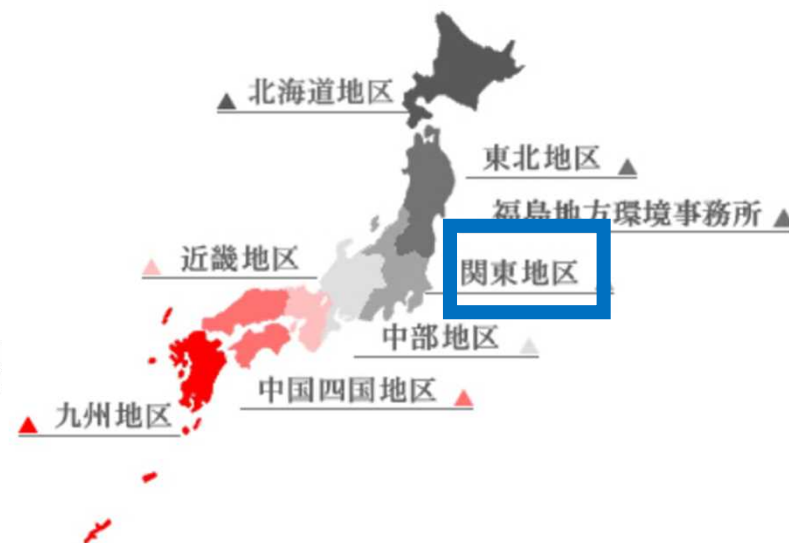 北海道地区
東北地区
福島地方環境事務所
近畿地区
関東地区
中部地区
中国四国地区
九州地区